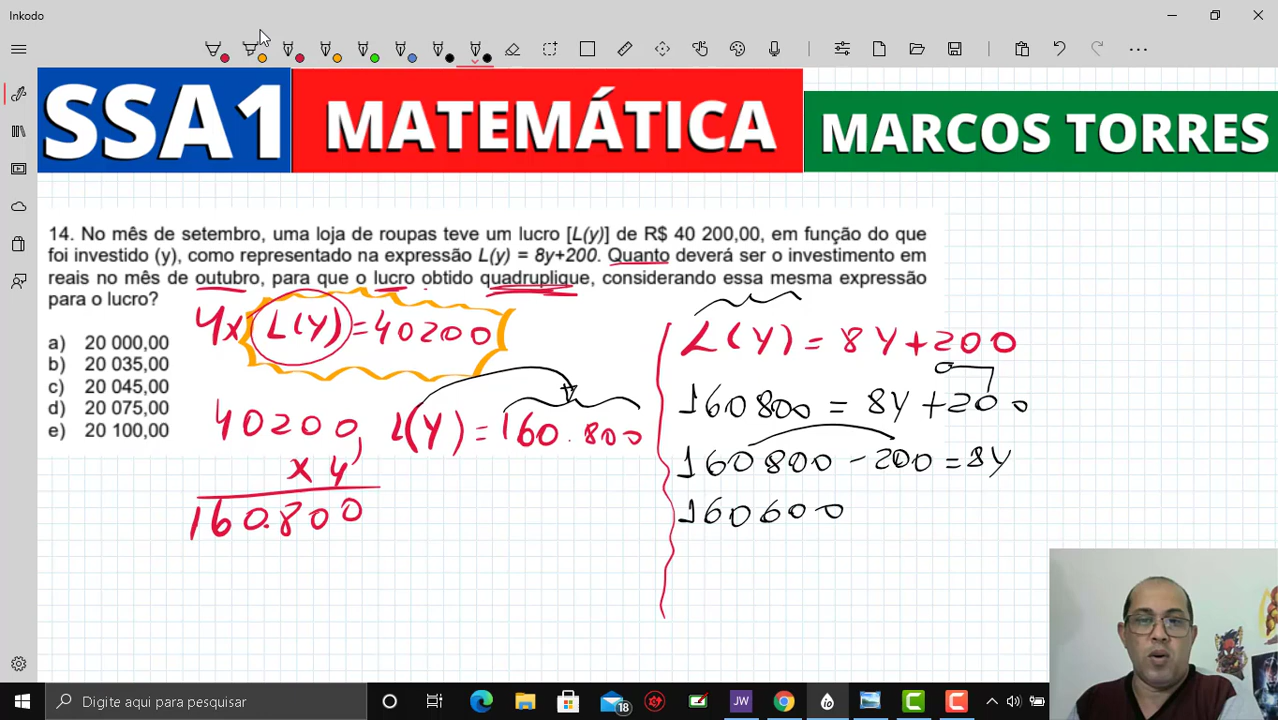 Inkodo
SSA1
MATEMÁTICA
MARCOS TORRES
14. No mês de setembro, uma loja de roupas teve um lucro [L(y)] de R$ 40 200,00, em função do que
foi investido (y), como representado na expressão L(y) = 8y+200. Quanto deverá ser o investimento em
reais no mês de outubro, para que o lucro obtido quadruplique, considerando essa mesma expressão
para o lucro?
a) 20 000,00
b) 20 035,00
c) 20 045,00
d) 20 075,00
e) 20 100,00
4x L(Y)=40200
40200
x 4
160.800
L(Y)=160.800
L(Y)=8Y+200
160800=8Y+200
160800-200=8Y
160600
Digite aqui para pesquisar
18
JW